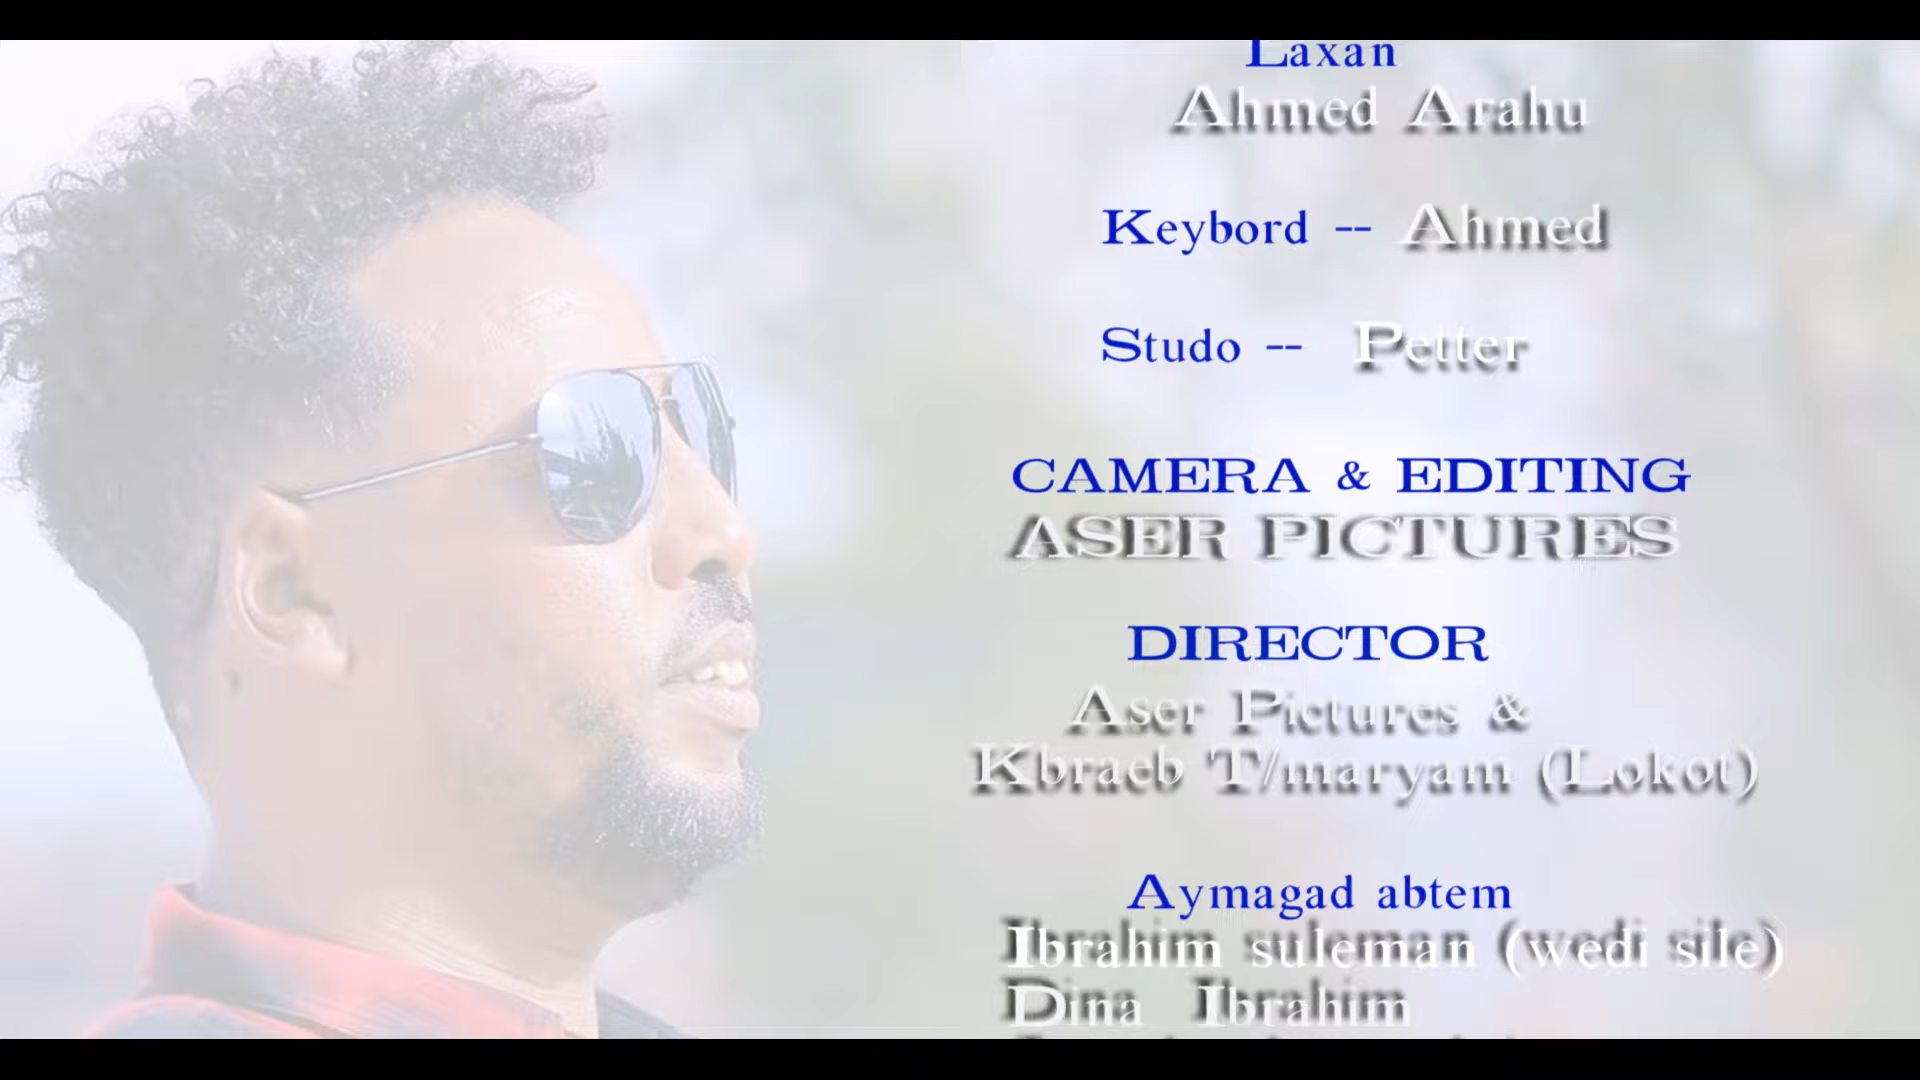 Laxan
Ahmed Arahu
Keybord -- Ahmed
Studo -- Petter
CAMERA & EDITING
ASER PICTURES
DIRECTOR
Aser Pictures &
Kbraeb T/maryam (Lokot)
Aymagad abtem
Ibrahim suleman (wedi sile)
Dina Ibrahim